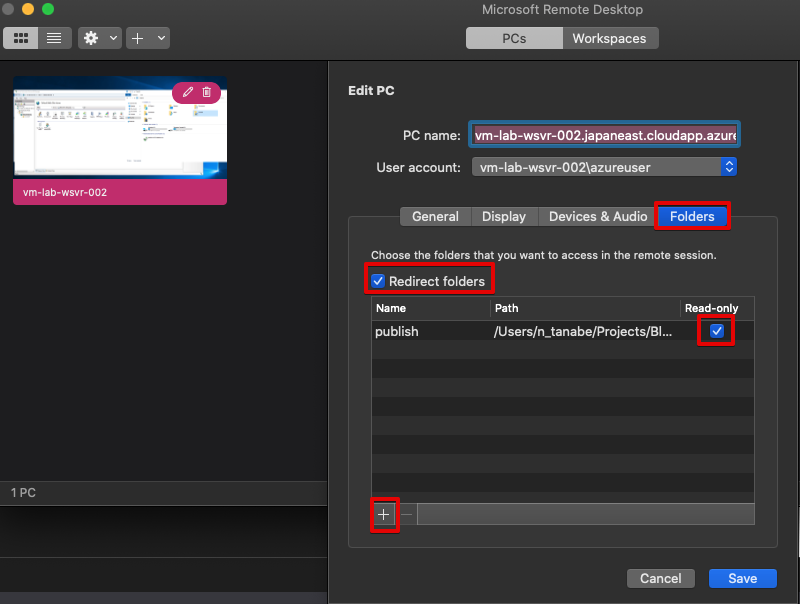 Microsoft Remote Desktop
PCs
Workspaces
vm-lab-wsvr-002
1 PC
Edit PC
PC name:
vm-lab-wsvr-002.japaneast.cloudapp.azure
User account:
vm-lab-wsvr-002\azureuser
General
Display
Devices & Audio
Folders
Choose the folders that you want to access in the remote session.
Redirect folders
Name
Path
Read-only
publish
/Users/n_tanabe/Projects/Bl...
Cancel
Save